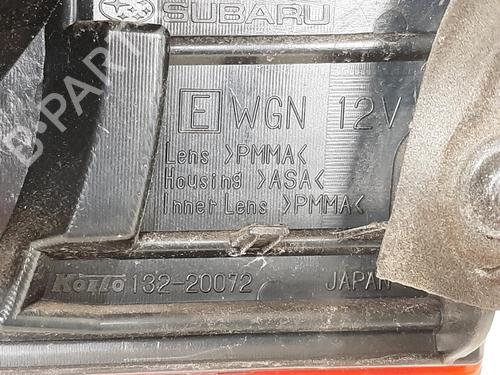 SUBARU
E WGN 12V
Lens >PMMA<
Housing >ASA<
Inner Lens >PMMA<
KOITO 132-20072 JAPAN
B-PARTS